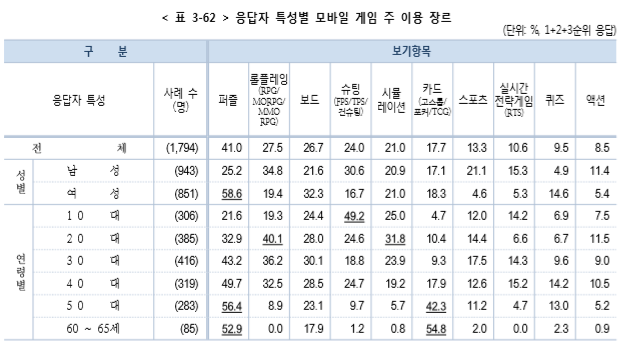 < 표 3-62 > 응답자 특성별 모바일 게임 주 이용 장르
(단위: %, 1+2+3순위 응답)
구 분 보기항목
응답자 특성 사례 수 (명) 퍼즐 롤플레잉 (RPG/ MORPG/ MMO RPG) 보드 슈팅 (FPS/TPS/ 건슈팅) 시뮬레이션 카드 (고스톱/ 포커/TCG) 스포츠 실시간 전략게임 (RTS) 퀴즈 액션
전 체 (1,794) 41.0 27.5 26.7 24.0 21.0 17.7 13.3 10.6 9.5 8.5
성별 남 성 (943) 25.2 34.8 21.6 30.6 20.9 17.1 21.1 15.3 4.9 11.4
여 성 (851) 58.6 19.4 32.3 16.7 21.0 18.3 4.6 5.3 14.6 5.4
연령별 10 대 (306) 21.6 19.3 24.4 49.2 25.0 4.7 12.0 14.2 6.9 7.5
20 대 (385) 32.9 40.1 28.0 24.6 31.8 10.4 14.4 6.6 6.7 11.5
30 대 (416) 43.2 36.2 30.1 18.8 23.9 9.3 17.5 14.3 9.6 9.0
40 대 (319) 49.7 32.5 28.5 24.7 19.2 17.9 12.6 15.2 14.2 10.5
50 대 (283) 56.4 8.9 23.1 9.7 5.7 42.3 11.2 4.7 13.0 5.2
60 ~ 65세 (85) 52.9 0.0 17.9 1.2 0.8 54.8 2.0 0.0 2.3 0.9